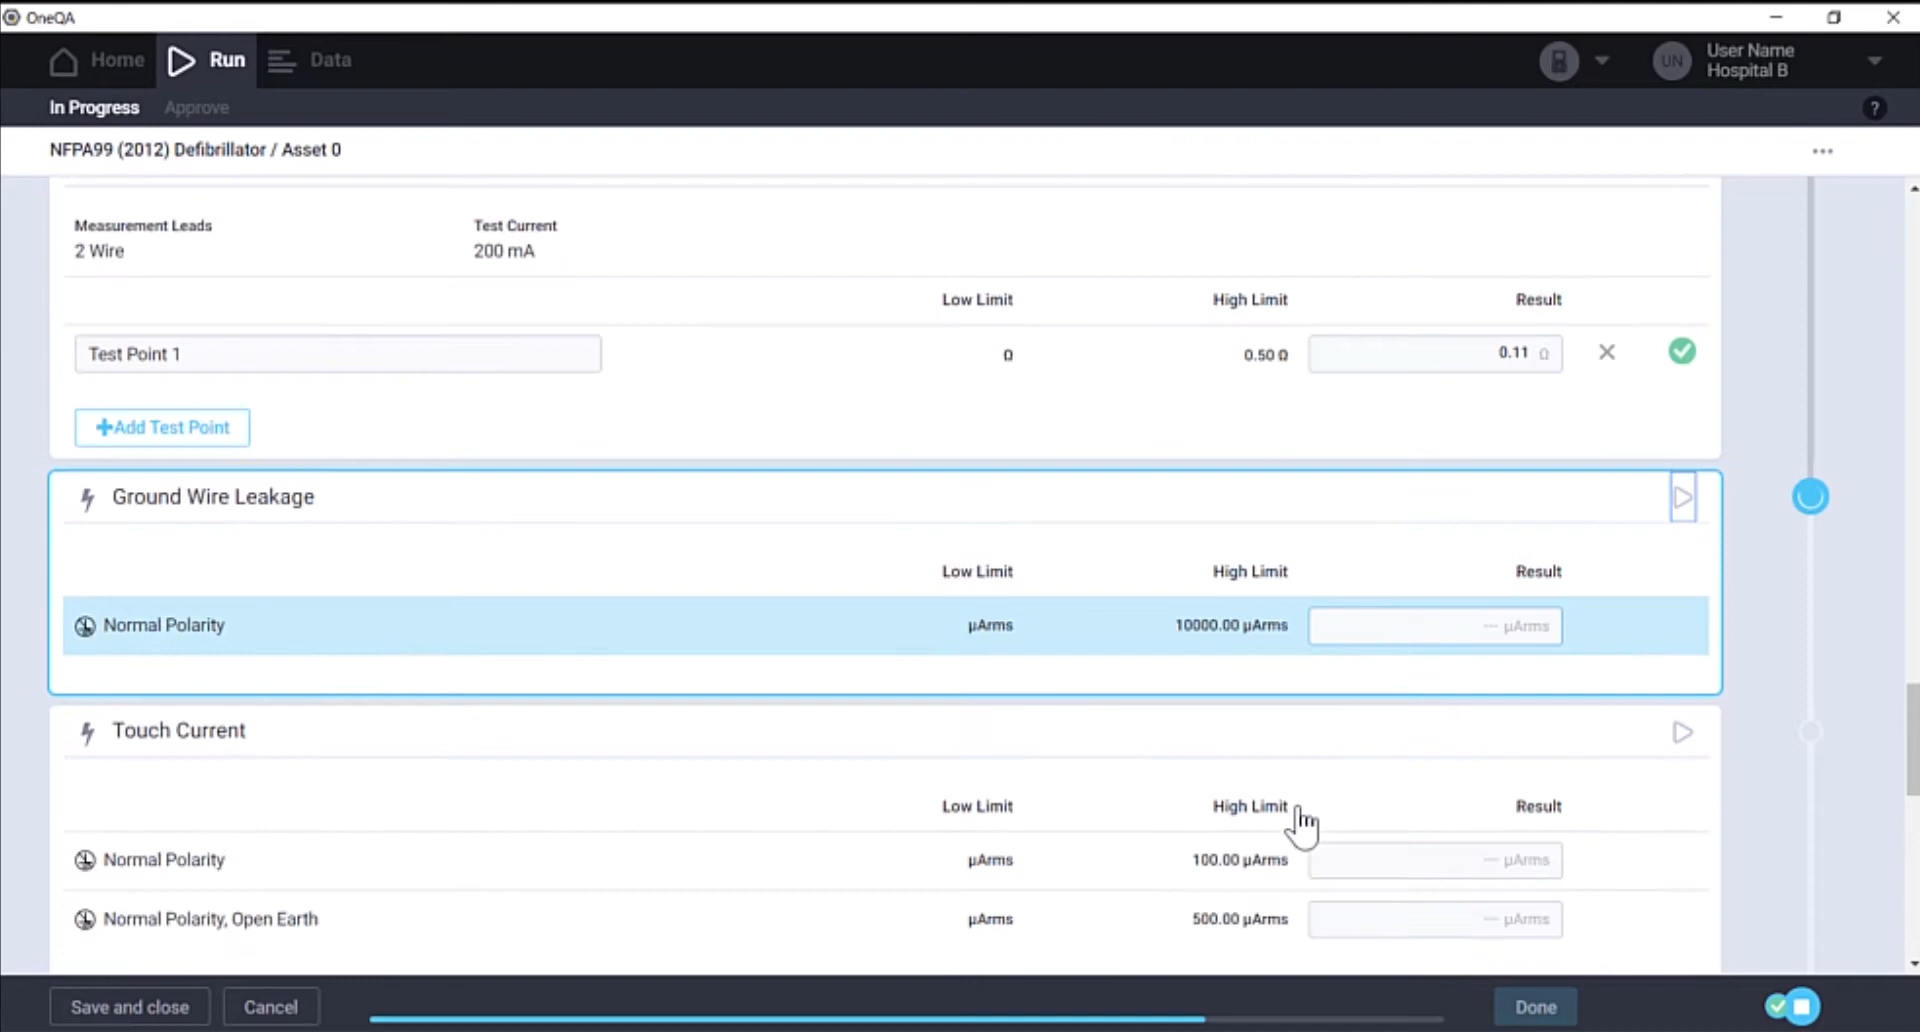 OneQA
Home Run Data
UN User Name
Hospital B
In Progress Approve ?
NFPA99 (2012) Defibrillator / Asset 0
Measurement Leads Test Current
2 Wire 200 mA
Low Limit High Limit Result
Test Point 1 Ω 0.50 Ω 0.11 Ω
+Add Test Point
Ground Wire Leakage
Low Limit High Limit Result
Normal Polarity µArms 10000.00 µArms --- µArms
Touch Current
Low Limit High Limit Result
Normal Polarity µArms 100.00 µArms --- µArms
Normal Polarity, Open Earth µArms 500.00 µArms --- µArms
Save and close Cancel Done